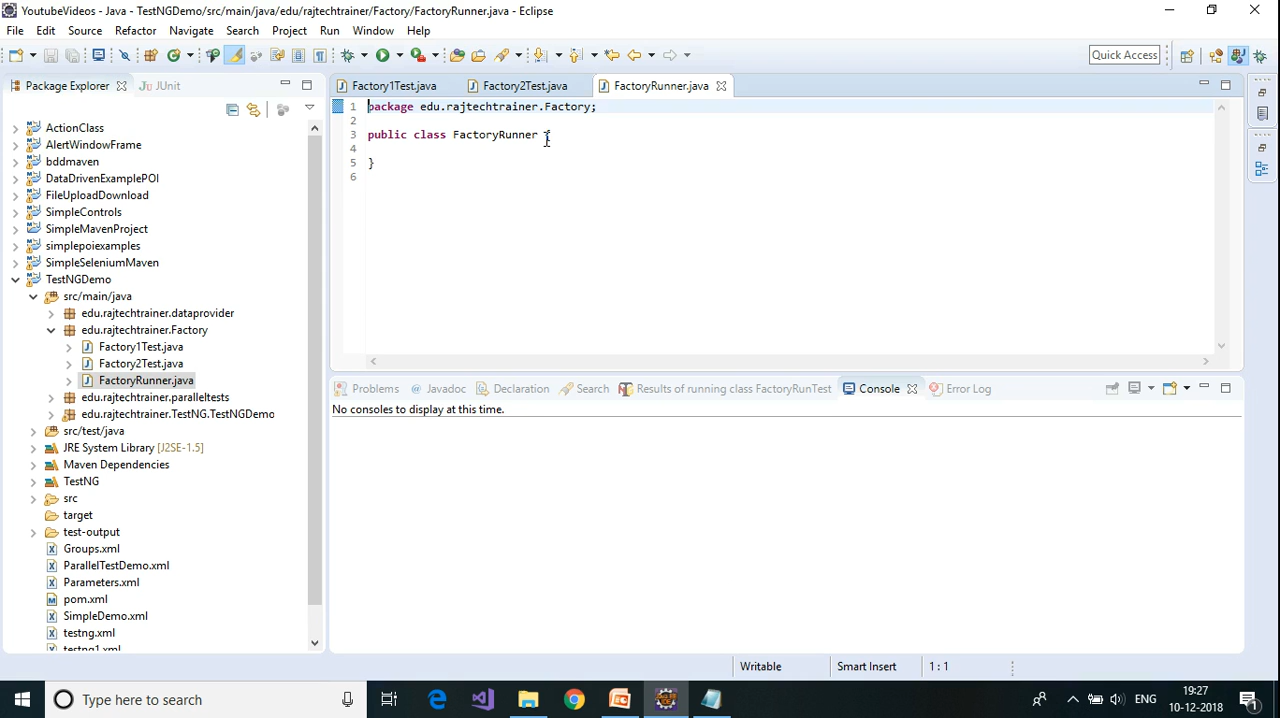 YoutubeVideos - Java - TestNGDemo/src/main/java/edu/rajtechtrainer/Factory/FactoryRunner.java - Eclipse
File Edit Source Refactor Navigate Search Project Run Window Help
Quick Access
Package Explorer JUnit
Factory1Test.java Factory2Test.java FactoryRunner.java
ActionClass
AlertWindowFrame
bddmaven
DataDrivenExamplePOI
FileUploadDownload
SimpleControls
SimpleMavenProject
simplepoiexamples
SimpleSeleniumMaven
TestNGDemo
src/main/java
edu.rajtechtrainer.dataprovider
edu.rajtechtrainer.Factory
Factory1Test.java
Factory2Test.java
FactoryRunner.java
edu.rajtechtrainer.paralleltests
edu.rajtechtrainer.TestNG.TestNGDemo
src/test/java
JRE System Library [J2SE-1.5]
Maven Dependencies
TestNG
src
target
test-output
Groups.xml
ParallelTestDemo.xml
Parameters.xml
pom.xml
SimpleDemo.xml
testng.xml
testng1.xml
1 package edu.rajtechtrainer.Factory;
2
3 public class FactoryRunner {
4
5 }
6
Problems Javadoc Declaration Search Results of running class FactoryRunTest Console Error Log
No consoles to display at this time.
Writable Smart Insert 1 : 1
Type here to search
ENG
19:27
10-12-2018
1